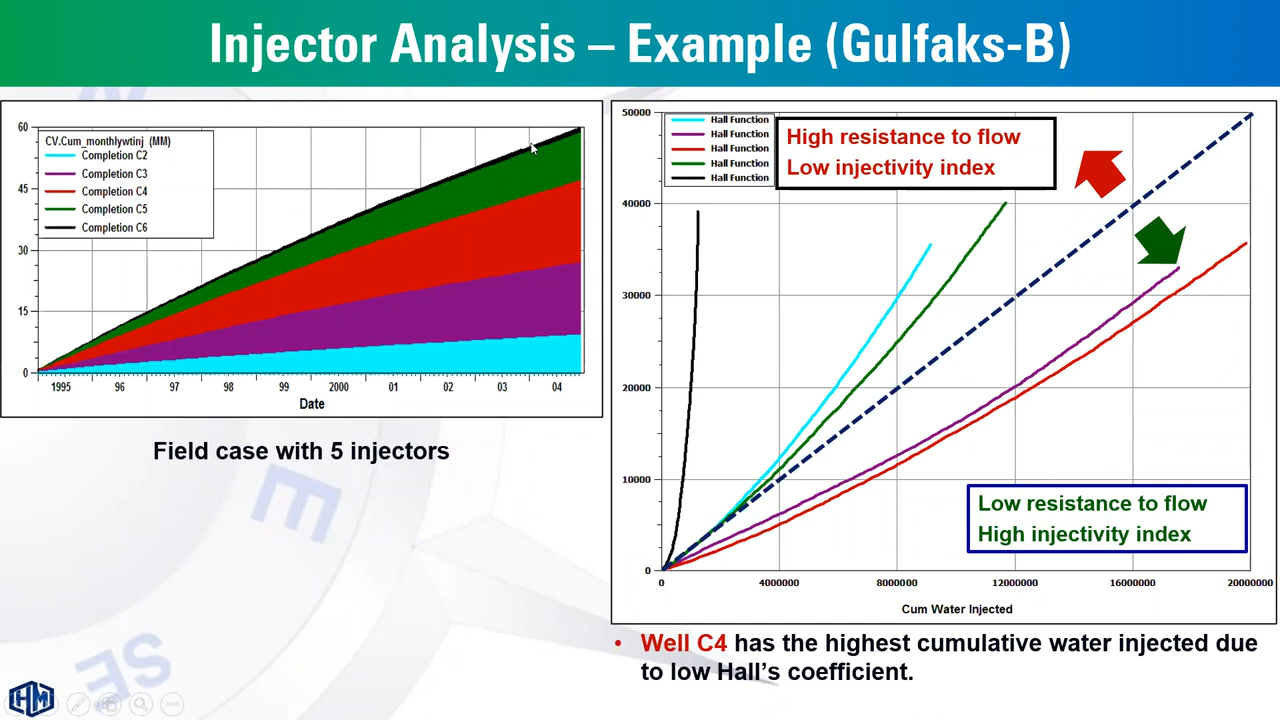 Injector Analysis – Example (Gulfaks-B)
60
45
30
15
0
CV.Cum_monthlywtinj (MM)
Completion C2
Completion C3
Completion C4
Completion C5
Completion C6
1995 96 97 98 99 2000 01 02 03 04
Date
Field case with 5 injectors
50000
40000
30000
20000
10000
0
Hall Function
Hall Function
Hall Function
Hall Function
Hall Function
High resistance to flow
Low injectivity index
Low resistance to flow
High injectivity index
0 4000000 8000000 12000000 16000000 20000000
Cum Water Injected
• Well C4 has the highest cumulative water injected due
to low Hall's coefficient.
E
SE
HM